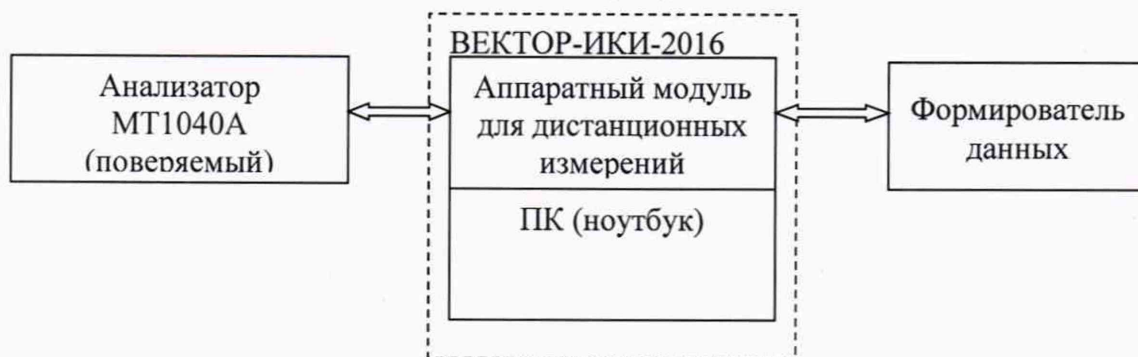 ВЕКТОР-ИКИ-2016
Анализатор
МТ1040А
(поверяемый)
Аппаратный модуль
для дистанционных
измерений
ПК (ноутбук)
Формирователь
данных